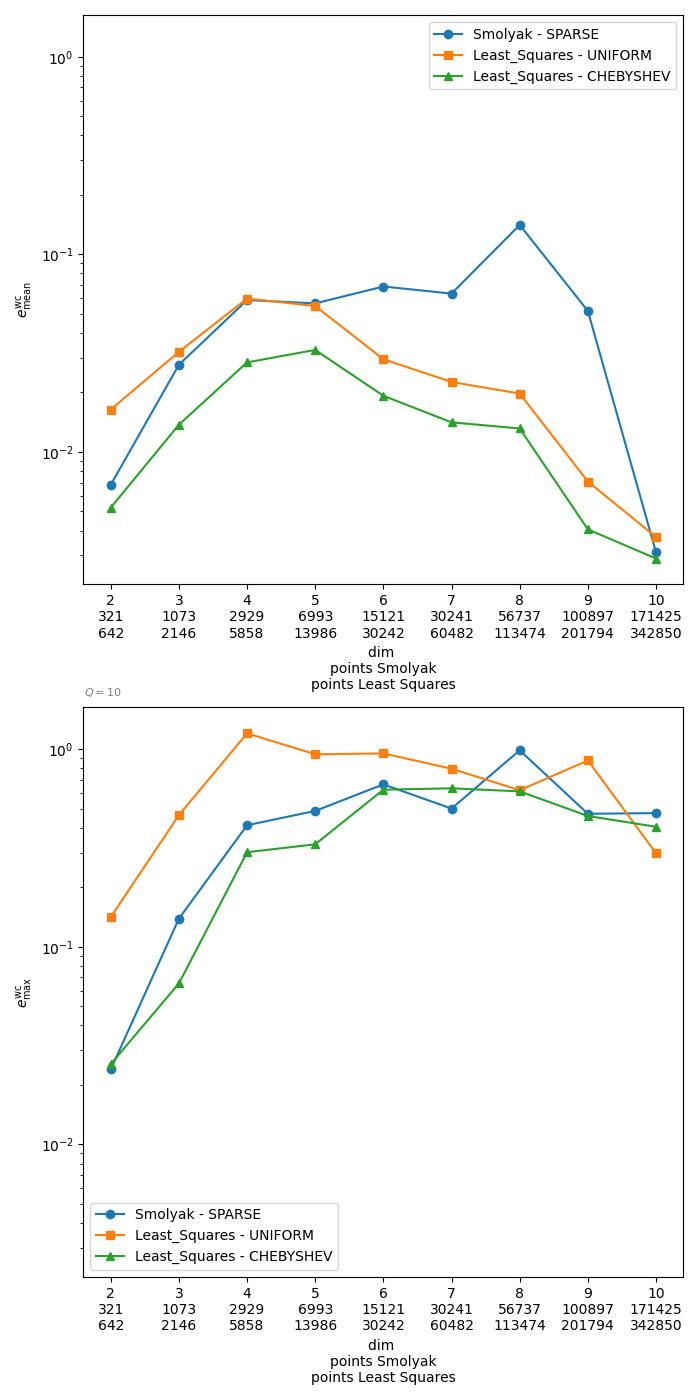 Smolyak - SPARSE
Least_Squares - UNIFORM
Least_Squares - CHEBYSHEV
10^0
10^-1
10^-2
e_mean^wc
2 3 4 5 6 7 8 9 10
321 1073 2929 6993 15121 30241 56737 100897 171425
642 2146 5858 13986 30242 60482 113474 201794 342850
dim
points Smolyak
points Least Squares
Q = 10
10^0
10^-1
10^-2
e_max^wc
Smolyak - SPARSE
Least_Squares - UNIFORM
Least_Squares - CHEBYSHEV
2 3 4 5 6 7 8 9 10
321 1073 2929 6993 15121 30241 56737 100897 171425
642 2146 5858 13986 30242 60482 113474 201794 342850
dim
points Smolyak
points Least Squares